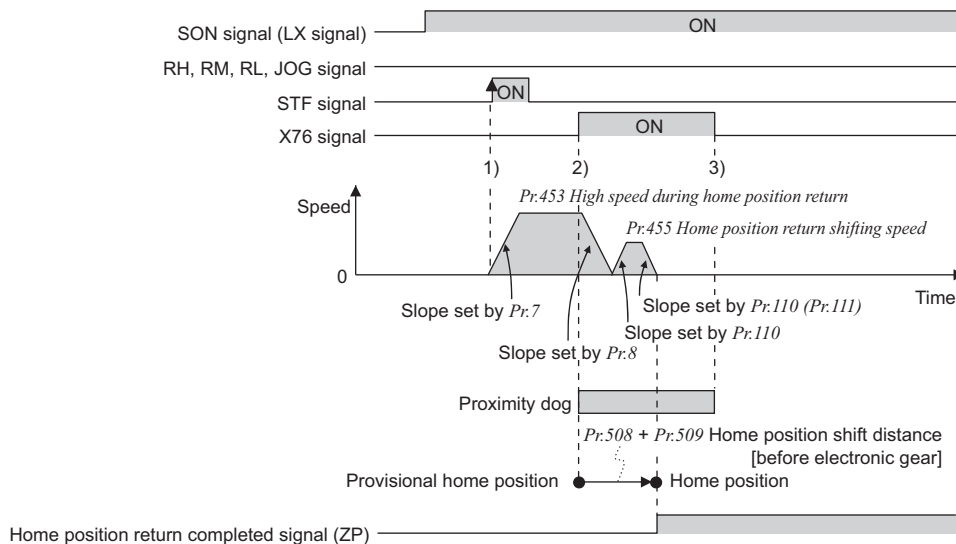 SON signal (LX signal)
ON
RH, RM, RL, JOG signal
STF signal
ON
X76 signal
ON
1)
2)
3)
Pr.453 High speed during home position return
Speed
Pr.455 Home position return shifting speed
0
Time
Slope set by Pr.7
Slope set by Pr.110 (Pr.111)
Slope set by Pr.110
Slope set by Pr.8
Proximity dog
Pr.508 + Pr.509 Home position shift distance
[before electronic gear]
Provisional home position
Home position
Home position return completed signal (ZP)